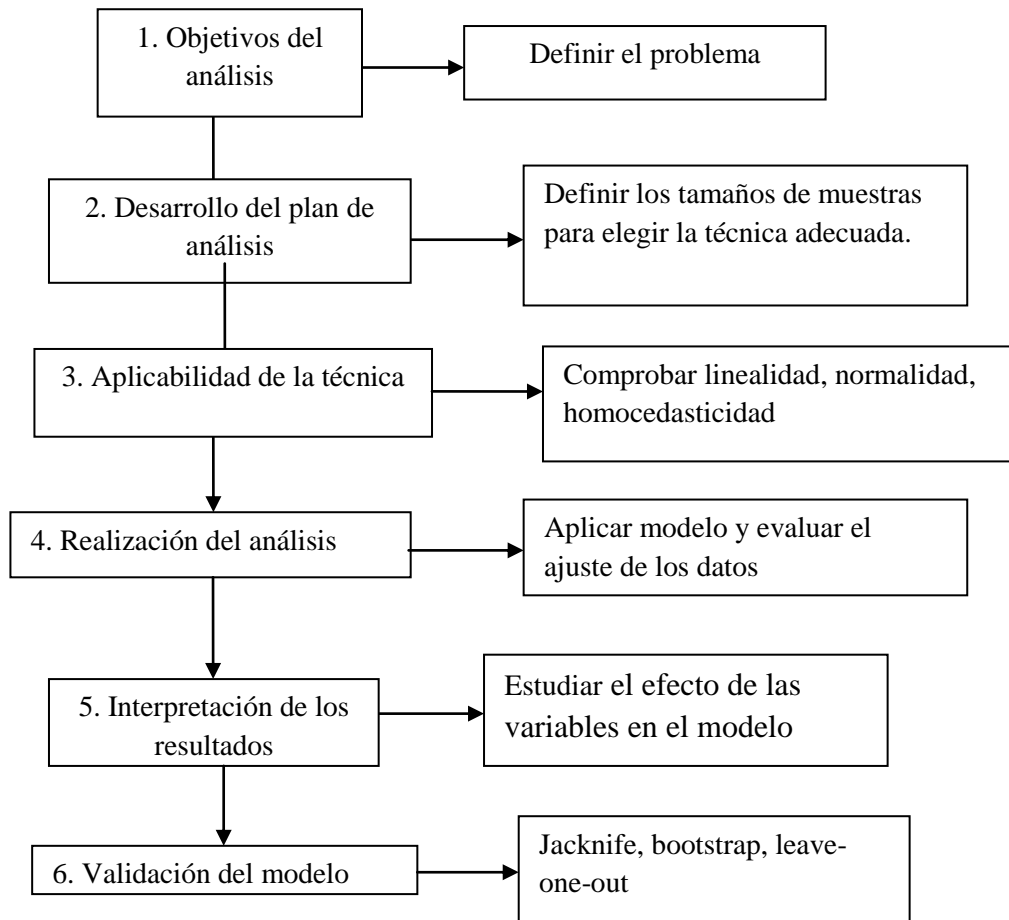 1. Objetivos del
análisis
Definir el problema
2. Desarrollo del plan de
análisis
Definir los tamaños de muestras
para elegir la técnica adecuada.
3. Aplicabilidad de la técnica
Comprobar linealidad, normalidad,
homocedasticidad
4. Realización del análisis
Aplicar modelo y evaluar el
ajuste de los datos
5. Interpretación de los
resultados
Estudiar el efecto de las
variables en el modelo
6. Validación del modelo
Jacknife, bootstrap, leave-
one-out